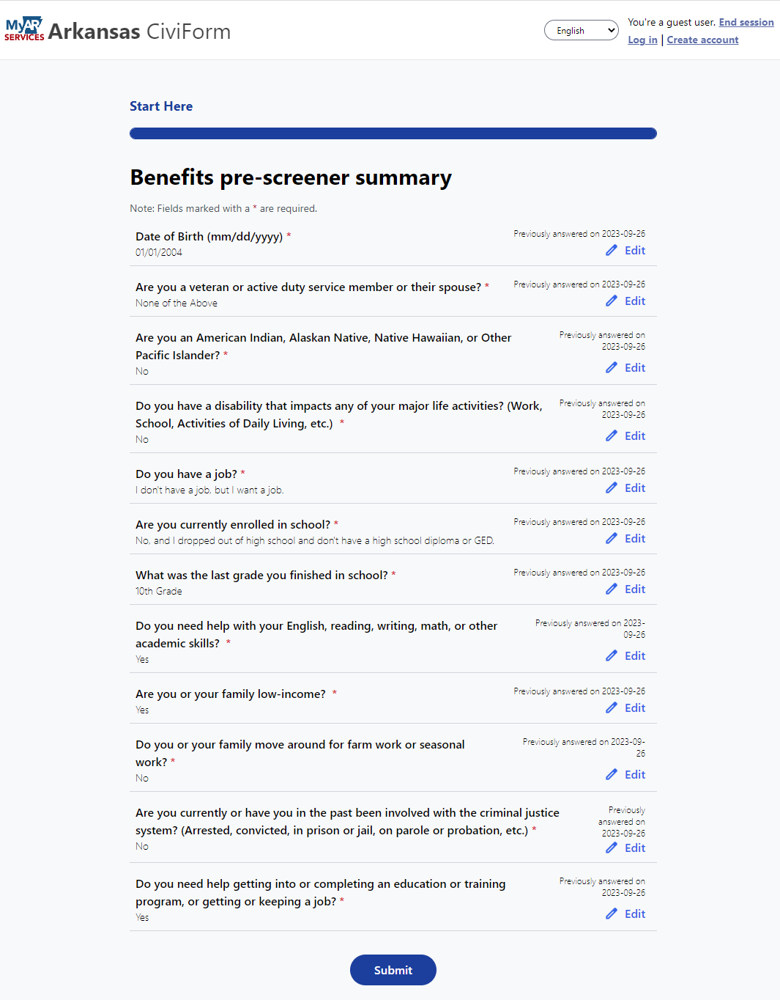 MyAR
SERVICES
Arkansas CiviForm
English
You're a guest user. End session
Log in | Create account
Start Here
Benefits pre-screener summary
Note: Fields marked with a * are required.
Date of Birth (mm/dd/yyyy) *
01/01/2004
Previously answered on 2023-09-26
Edit
Are you a veteran or active duty service member or their spouse? *
None of the Above
Previously answered on 2023-09-26
Edit
Are you an American Indian, Alaskan Native, Native Hawaiian, or Other
Pacific Islander? *
No
Previously answered on
2023-09-26
Edit
Do you have a disability that impacts any of your major life activities? (Work,
School, Activities of Daily Living, etc.) *
No
Previously answered on
2023-09-26
Edit
Do you have a job? *
I don't have a job, but I want a job.
Previously answered on 2023-09-26
Edit
Are you currently enrolled in school? *
No, and I dropped out of high school and don't have a high school diploma or GED.
Previously answered on 2023-09-26
Edit
What was the last grade you finished in school? *
10th Grade
Previously answered on 2023-09-26
Edit
Do you need help with your English, reading, writing, math, or other
academic skills? *
Yes
Previously answered on 2023-
09-26
Edit
Are you or your family low-income? *
Yes
Previously answered on 2023-09-26
Edit
Do you or your family move around for farm work or seasonal
work? *
No
Previously answered on 2023-09-
26
Edit
Are you currently or have you in the past been involved with the criminal justice
system? (Arrested, convicted, in prison or jail, on parole or probation, etc.) *
No
Previously
answered on
2023-09-26
Edit
Do you need help getting into or completing an education or training
program, or getting or keeping a job? *
Yes
Previously answered on
2023-09-26
Edit
Submit